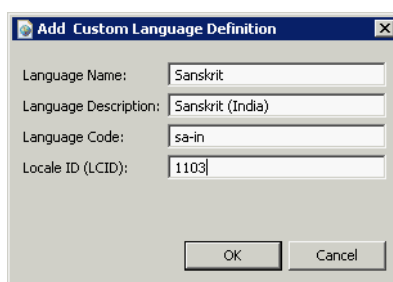 Add Custom Language Definition
Language Name: Sanskrit
Language Description: Sanskrit (India)
Language Code: sa-in
Locale ID (LCID): 1103
OK Cancel